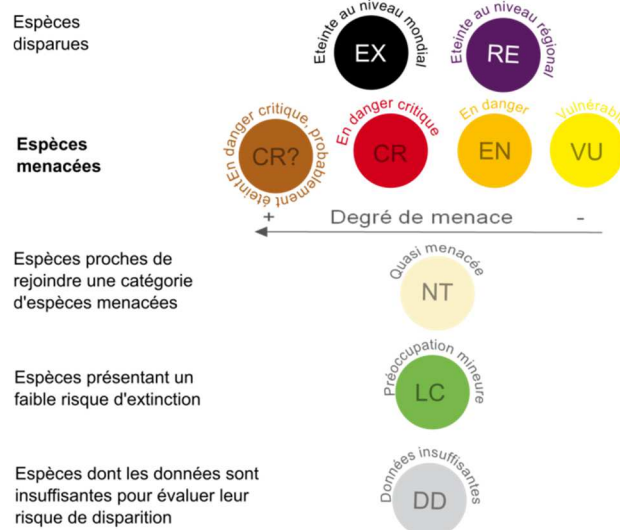 Espèces
disparues
Eteinte au niveau mondial
EX
Eteinte au niveau régional
RE
Espèces
menacées
En danger critique, probablement éteint
CR?
En danger critique
CR
En danger
EN
Vulnérable
VU
+ Degré de menace -
Espèces proches de
rejoindre une catégorie
d'espèces menacées
Quasi menacée
NT
Espèces présentant un
faible risque d'extinction
Préoccupation mineure
LC
Espèces dont les données sont
insuffisantes pour évaluer leur
risque de disparition
Données insuffisantes
DD